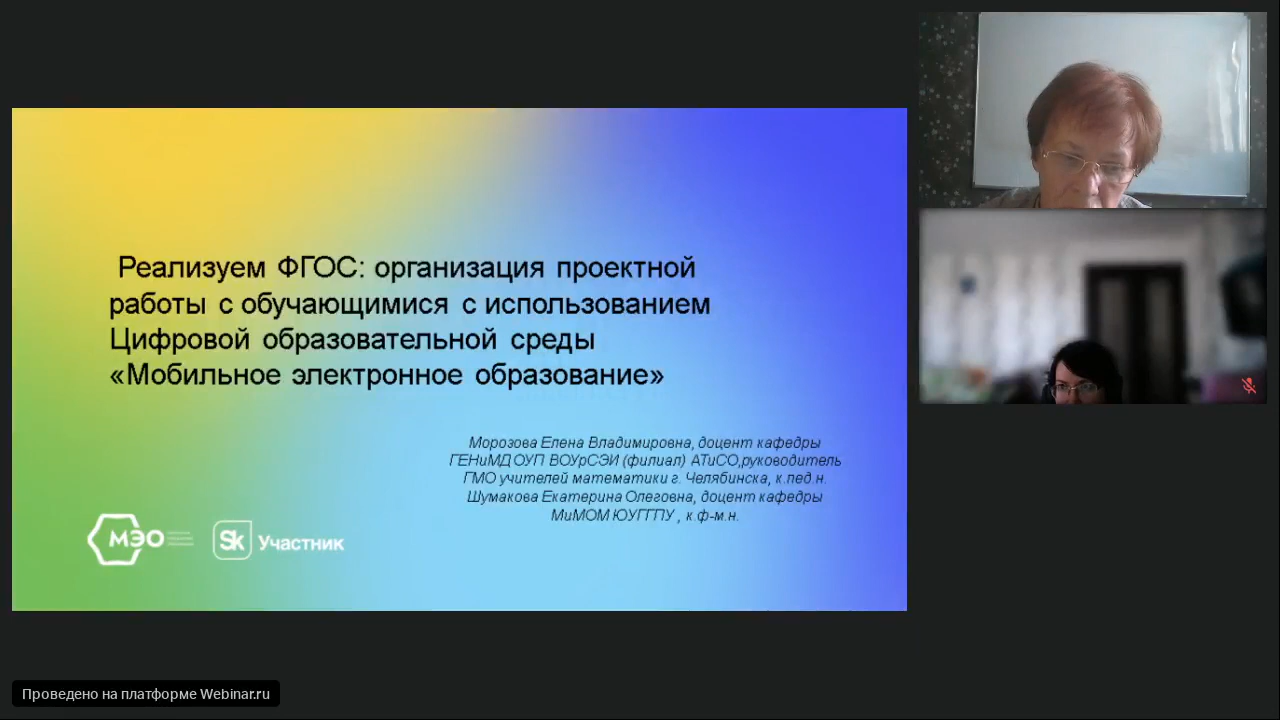 Реализуем ФГОС: организация проектной
работы с обучающимися с использованием
Цифровой образовательной среды
«Мобильное электронное образование»
Морозова Елена Владимировна, доцент кафедры
ГЕНиМД ОУП ВОУрСЭИ (филиал) АТиСО,руководитель
ГМО учителей математики г. Челябинска, к.пед.н.
Шумакова Екатерина Олеговна, доцент кафедры
МиМОМ ЮУГГПУ , к.ф-м.н.
МЭО
Sk Участник
Проведено на платформе Webinar.ru